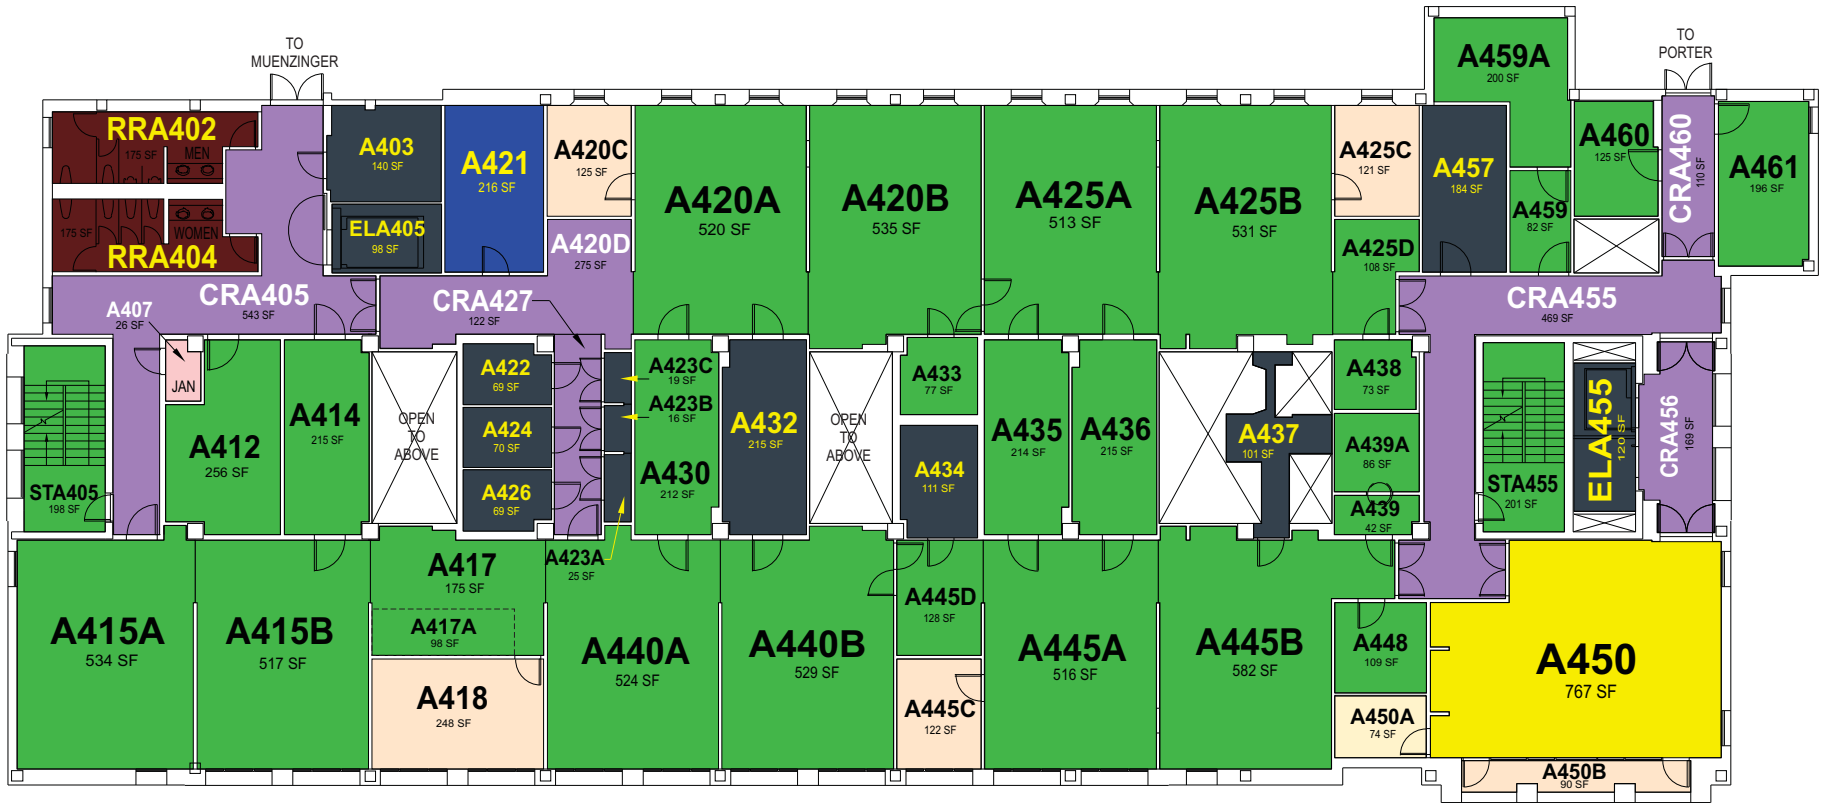 TO
MUENZINGER
TO
PORTER
A459A
200 SF
RRA402
175 SF
MEN
A403
140 SF
A421
216 SF
A420C
125 SF
A420A
520 SF
A420B
535 SF
A425A
513 SF
A425B
531 SF
A425C
121 SF
A457
184 SF
A460
125 SF
CRA460
110 SF
A461
196 SF
175 SF
WOMEN
RRA404
ELA405
98 SF
A420D
275 SF
A425D
108 SF
A459
82 SF
CRA405
543 SF
A407
26 SF
CRA427
122 SF
CRA455
469 SF
JAN
A422
69 SF
A423C
19 SF
A423B
16 SF
A433
77 SF
A438
73 SF
STA405
198 SF
A412
256 SF
A414
215 SF
OPEN
TO
ABOVE
A424
70 SF
A426
69 SF
A430
212 SF
A432
215 SF
OPEN
TO
ABOVE
A434
111 SF
A435
214 SF
A436
215 SF
A437
101 SF
A439A
86 SF
A439
42 SF
STA455
201 SF
ELA455
120 SF
CRA456
169 SF
A423A
25 SF
A415A
534 SF
A415B
517 SF
A417
175 SF
A417A
98 SF
A418
248 SF
A440A
524 SF
A440B
529 SF
A445D
128 SF
A445C
122 SF
A445A
516 SF
A445B
582 SF
A448
109 SF
A450A
74 SF
A450
767 SF
A450B
90 SF